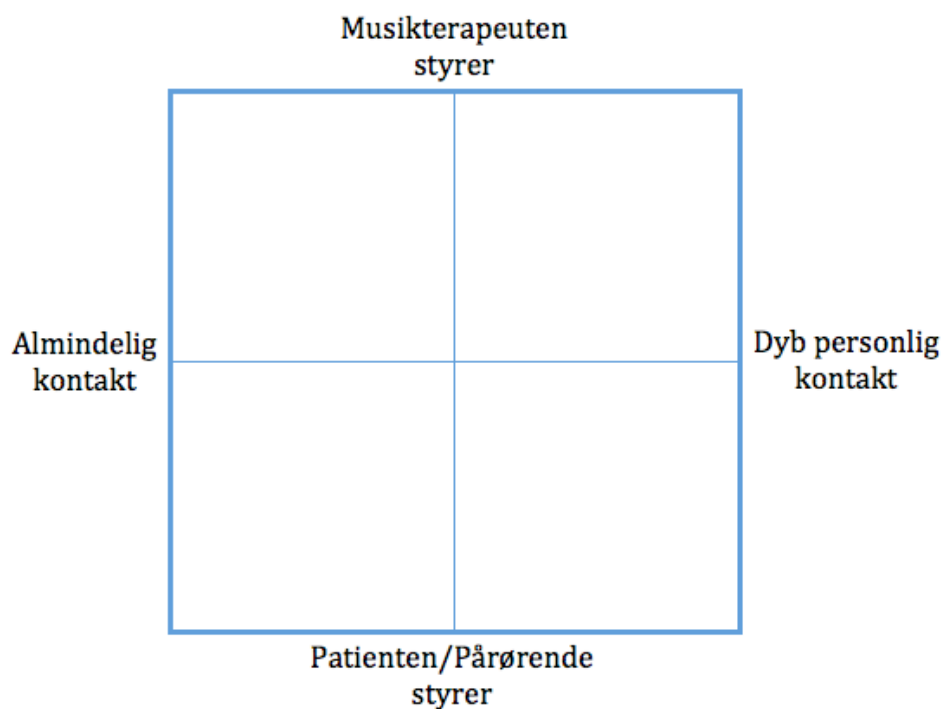 Musikterapeuten
styrer
Almindelig
kontakt
Dyb personlig
kontakt
Patienten/Pårørende
styrer